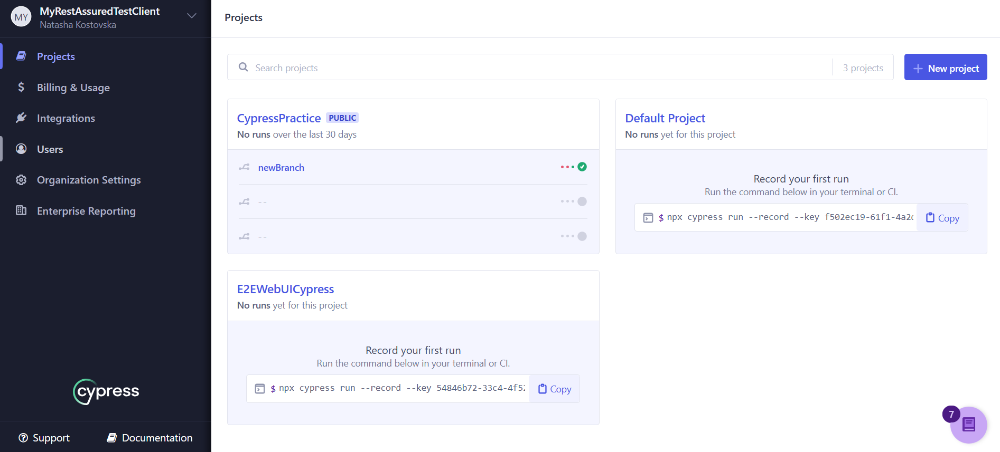 MY
MyRestAssuredTestClient
Natasha Kostovska
Projects
Billing & Usage
Integrations
Users
Organization Settings
Enterprise Reporting
cypress
Support
Documentation
Projects
Search projects
3 projects
New project
CypressPractice PUBLIC
No runs over the last 30 days
newBranch
--
--
Default Project
No runs yet for this project
Record your first run
Run the command below in your terminal or CI.
$ npx cypress run --record --key f502ec19-61f1-4a2
Copy
E2EWebUICypress
No runs yet for this project
Record your first run
Run the command below in your terminal or CI.
$ npx cypress run --record --key 54846b72-33c4-4f52
Copy
7